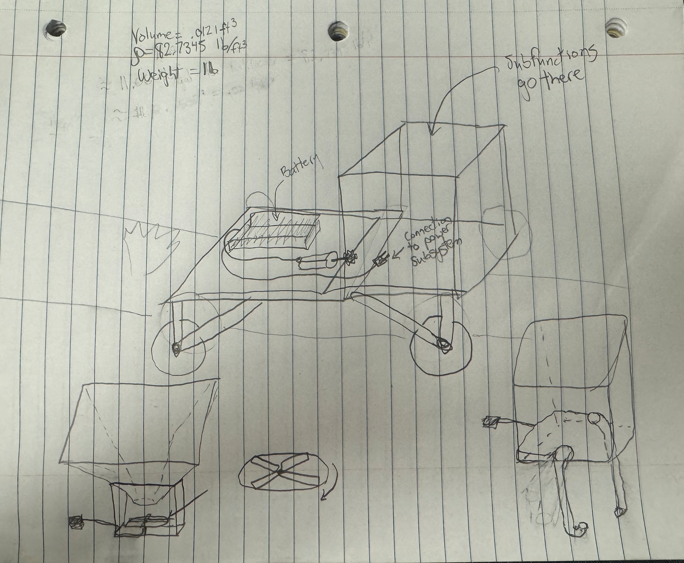 Volume = .0121 ft³
ρ = 82.7345 lb/ft³
Weight = 1 lb
Subfunctions
go there
Battery
Connection
to power
Subsystem